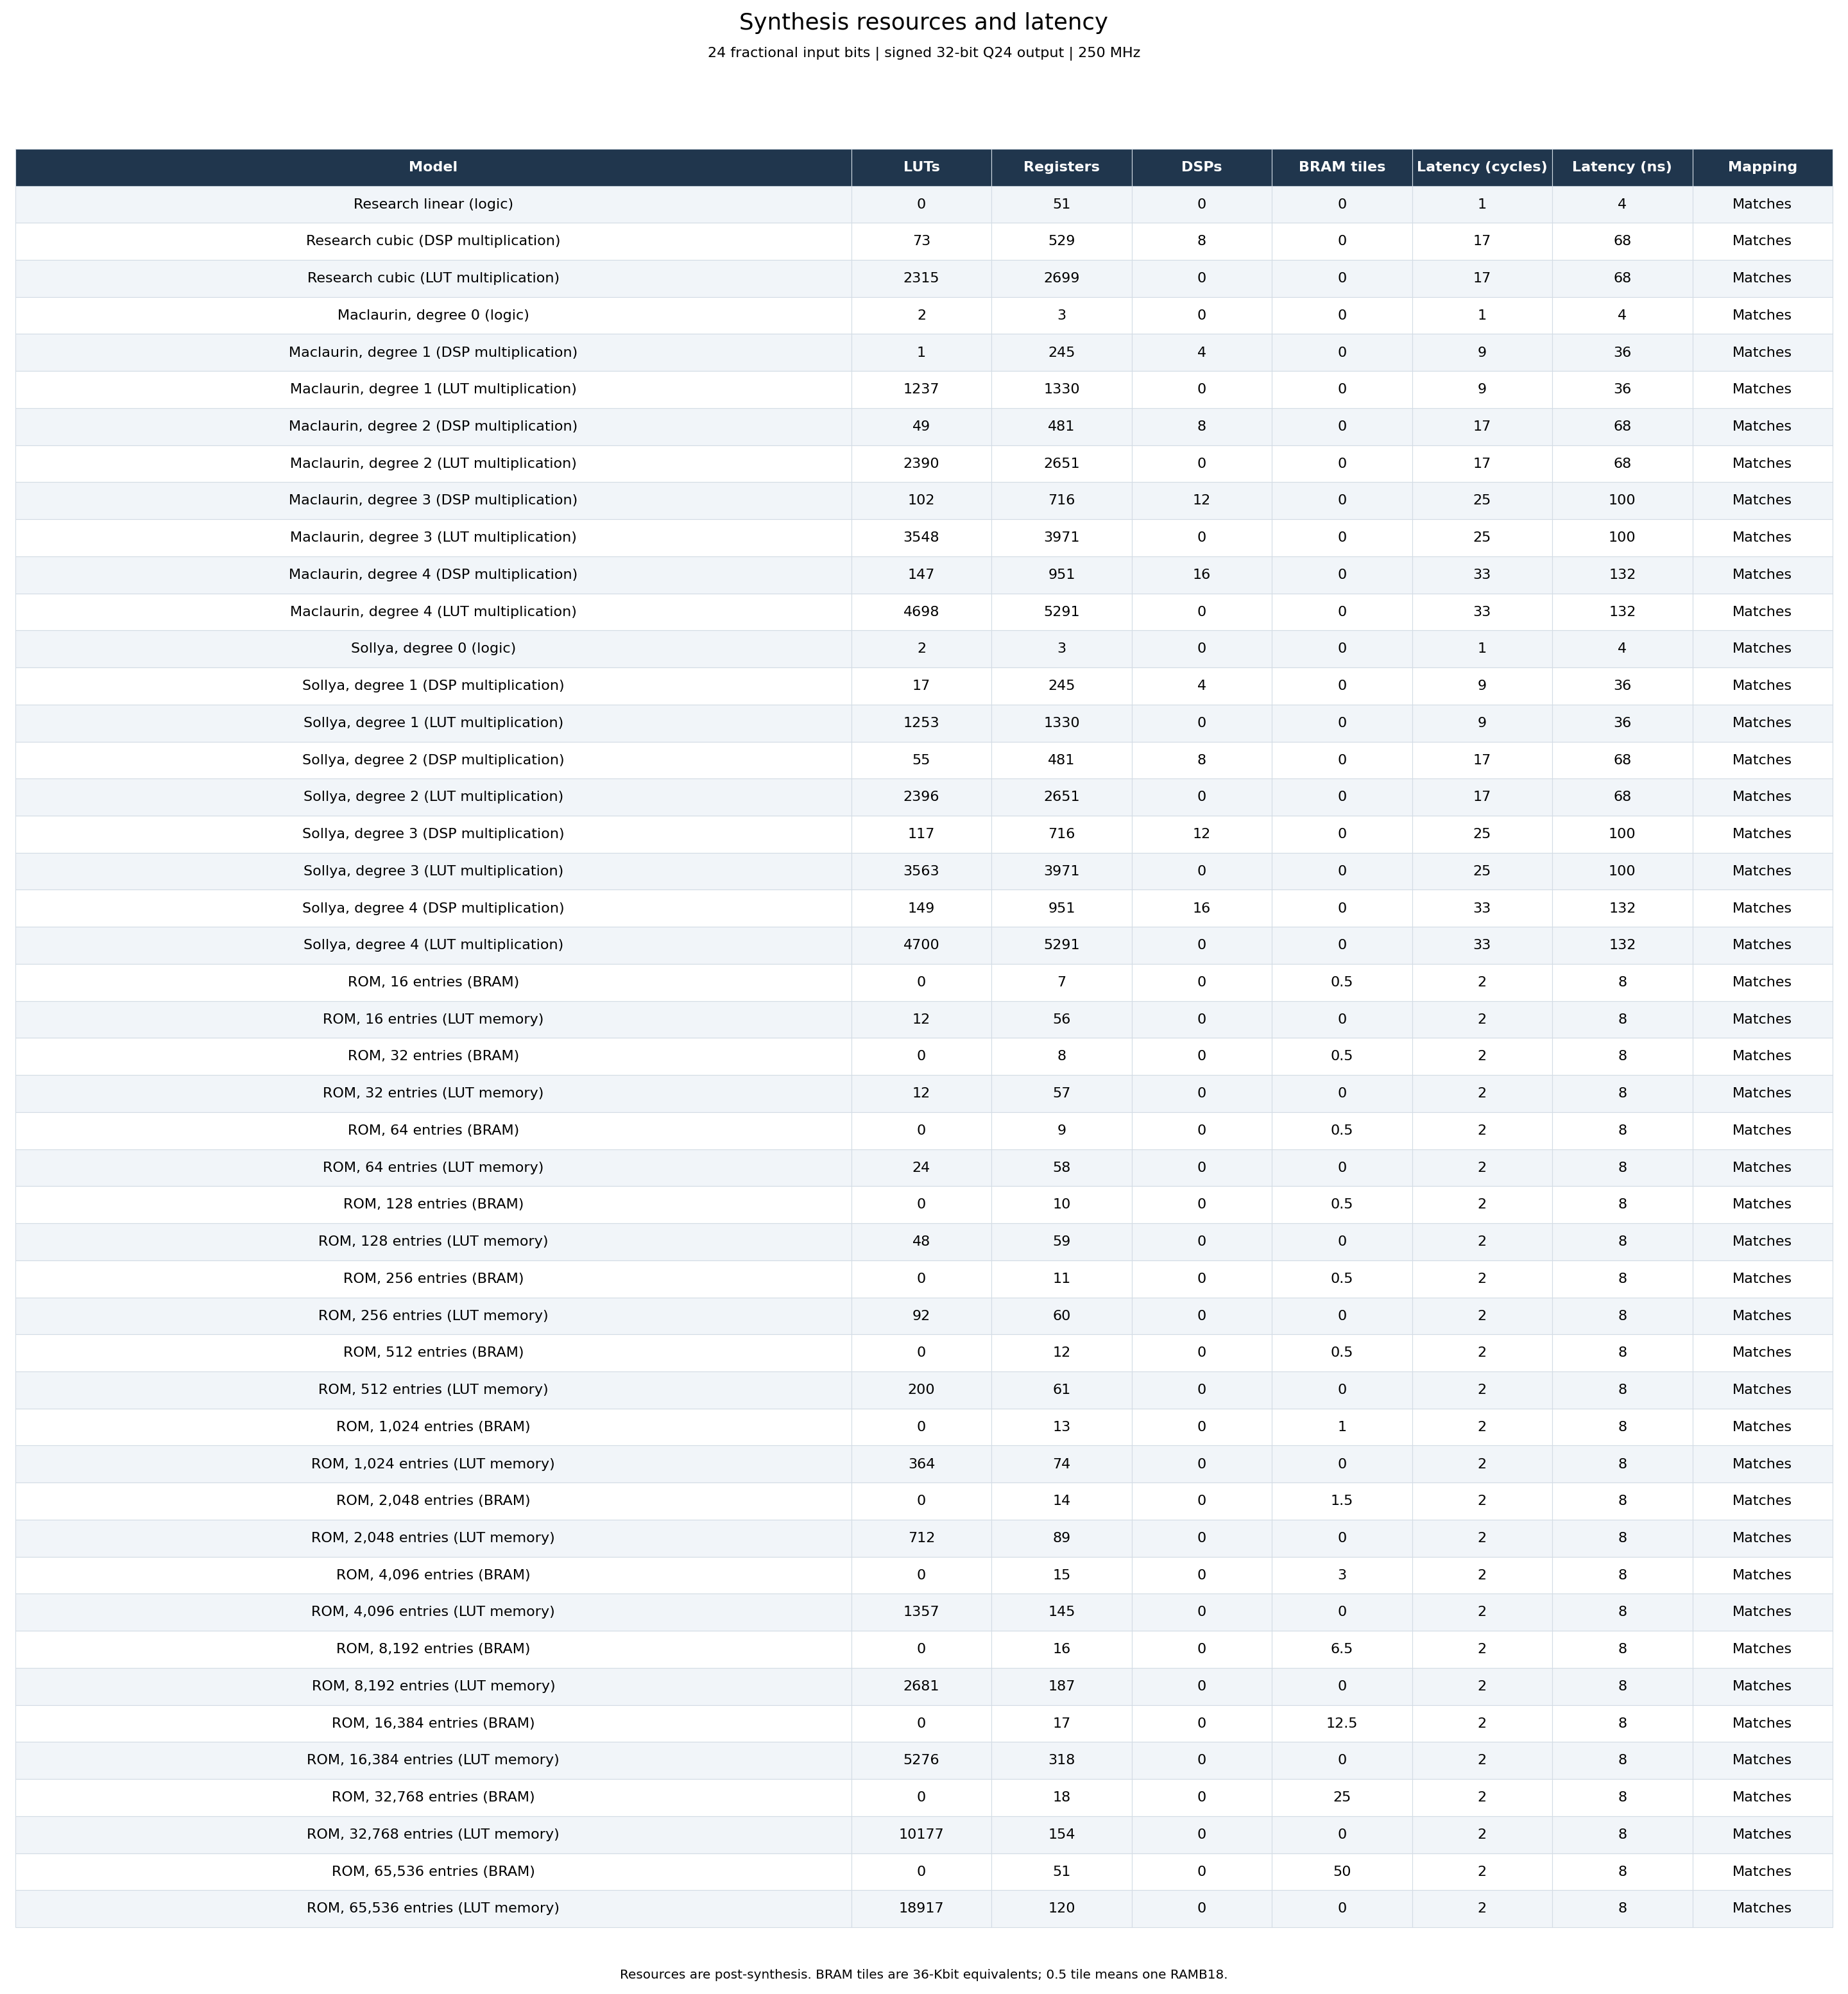 Synthesis resources and latency
24 fractional input bits | signed 32-bit Q24 output | 250 MHz
Model LUTs Registers DSPs BRAM tiles Latency (cycles) Latency (ns) Mapping
Research linear (logic) 0 51 0 0 1 4 Matches
Research cubic (DSP multiplication) 73 529 8 0 17 68 Matches
Research cubic (LUT multiplication) 2315 2699 0 0 17 68 Matches
Maclaurin, degree 0 (logic) 2 3 0 0 1 4 Matches
Maclaurin, degree 1 (DSP multiplication) 1 245 4 0 9 36 Matches
Maclaurin, degree 1 (LUT multiplication) 1237 1330 0 0 9 36 Matches
Maclaurin, degree 2 (DSP multiplication) 49 481 8 0 17 68 Matches
Maclaurin, degree 2 (LUT multiplication) 2390 2651 0 0 17 68 Matches
Maclaurin, degree 3 (DSP multiplication) 102 716 12 0 25 100 Matches
Maclaurin, degree 3 (LUT multiplication) 3548 3971 0 0 25 100 Matches
Maclaurin, degree 4 (DSP multiplication) 147 951 16 0 33 132 Matches
Maclaurin, degree 4 (LUT multiplication) 4698 5291 0 0 33 132 Matches
Sollya, degree 0 (logic) 2 3 0 0 1 4 Matches
Sollya, degree 1 (DSP multiplication) 17 245 4 0 9 36 Matches
Sollya, degree 1 (LUT multiplication) 1253 1330 0 0 9 36 Matches
Sollya, degree 2 (DSP multiplication) 55 481 8 0 17 68 Matches
Sollya, degree 2 (LUT multiplication) 2396 2651 0 0 17 68 Matches
Sollya, degree 3 (DSP multiplication) 117 716 12 0 25 100 Matches
Sollya, degree 3 (LUT multiplication) 3563 3971 0 0 25 100 Matches
Sollya, degree 4 (DSP multiplication) 149 951 16 0 33 132 Matches
Sollya, degree 4 (LUT multiplication) 4700 5291 0 0 33 132 Matches
ROM, 16 entries (BRAM) 0 7 0 0.5 2 8 Matches
ROM, 16 entries (LUT memory) 12 56 0 0 2 8 Matches
ROM, 32 entries (BRAM) 0 8 0 0.5 2 8 Matches
ROM, 32 entries (LUT memory) 12 57 0 0 2 8 Matches
ROM, 64 entries (BRAM) 0 9 0 0.5 2 8 Matches
ROM, 64 entries (LUT memory) 24 58 0 0 2 8 Matches
ROM, 128 entries (BRAM) 0 10 0 0.5 2 8 Matches
ROM, 128 entries (LUT memory) 48 59 0 0 2 8 Matches
ROM, 256 entries (BRAM) 0 11 0 0.5 2 8 Matches
ROM, 256 entries (LUT memory) 92 60 0 0 2 8 Matches
ROM, 512 entries (BRAM) 0 12 0 0.5 2 8 Matches
ROM, 512 entries (LUT memory) 200 61 0 0 2 8 Matches
ROM, 1,024 entries (BRAM) 0 13 0 1 2 8 Matches
ROM, 1,024 entries (LUT memory) 364 74 0 0 2 8 Matches
ROM, 2,048 entries (BRAM) 0 14 0 1.5 2 8 Matches
ROM, 2,048 entries (LUT memory) 712 89 0 0 2 8 Matches
ROM, 4,096 entries (BRAM) 0 15 0 3 2 8 Matches
ROM, 4,096 entries (LUT memory) 1357 145 0 0 2 8 Matches
ROM, 8,192 entries (BRAM) 0 16 0 6.5 2 8 Matches
ROM, 8,192 entries (LUT memory) 2681 187 0 0 2 8 Matches
ROM, 16,384 entries (BRAM) 0 17 0 12.5 2 8 Matches
ROM, 16,384 entries (LUT memory) 5276 318 0 0 2 8 Matches
ROM, 32,768 entries (BRAM) 0 18 0 25 2 8 Matches
ROM, 32,768 entries (LUT memory) 10177 154 0 0 2 8 Matches
ROM, 65,536 entries (BRAM) 0 51 0 50 2 8 Matches
ROM, 65,536 entries (LUT memory) 18917 120 0 0 2 8 Matches
Resources are post-synthesis. BRAM tiles are 36-Kbit equivalents; 0.5 tile means one RAMB18.